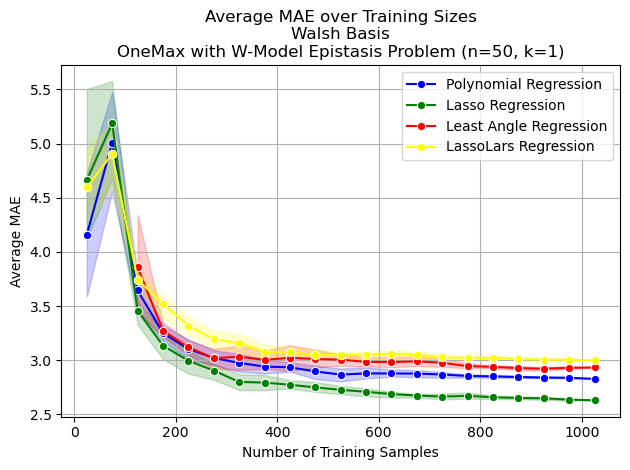 Average MAE over Training Sizes
Walsh Basis
OneMax with W-Model Epistasis Problem (n=50, k=1)
Polynomial Regression
Lasso Regression
Least Angle Regression
LassoLars Regression
Average MAE
5.5
5.0
4.5
4.0
3.5
3.0
2.5
0 200 400 600 800 1000
Number of Training Samples